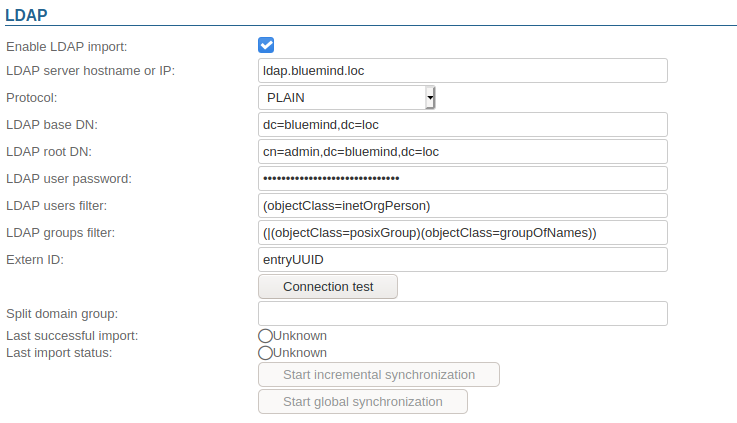 LDAP
Enable LDAP import:
LDAP server hostname or IP: ldap.bluemind.loc
Protocol: PLAIN
LDAP base DN: dc=bluemind,dc=loc
LDAP root DN: cn=admin,dc=bluemind,dc=loc
LDAP user password: ••••••••••••••••••••••••••••••
LDAP users filter: (objectClass=inetOrgPerson)
LDAP groups filter: (|(objectClass=posixGroup)(objectClass=groupOfNames))
Extern ID: entryUUID
Connection test
Split domain group:
Last successful import: Unknown
Last import status: Unknown
Start incremental synchronization
Start global synchronization